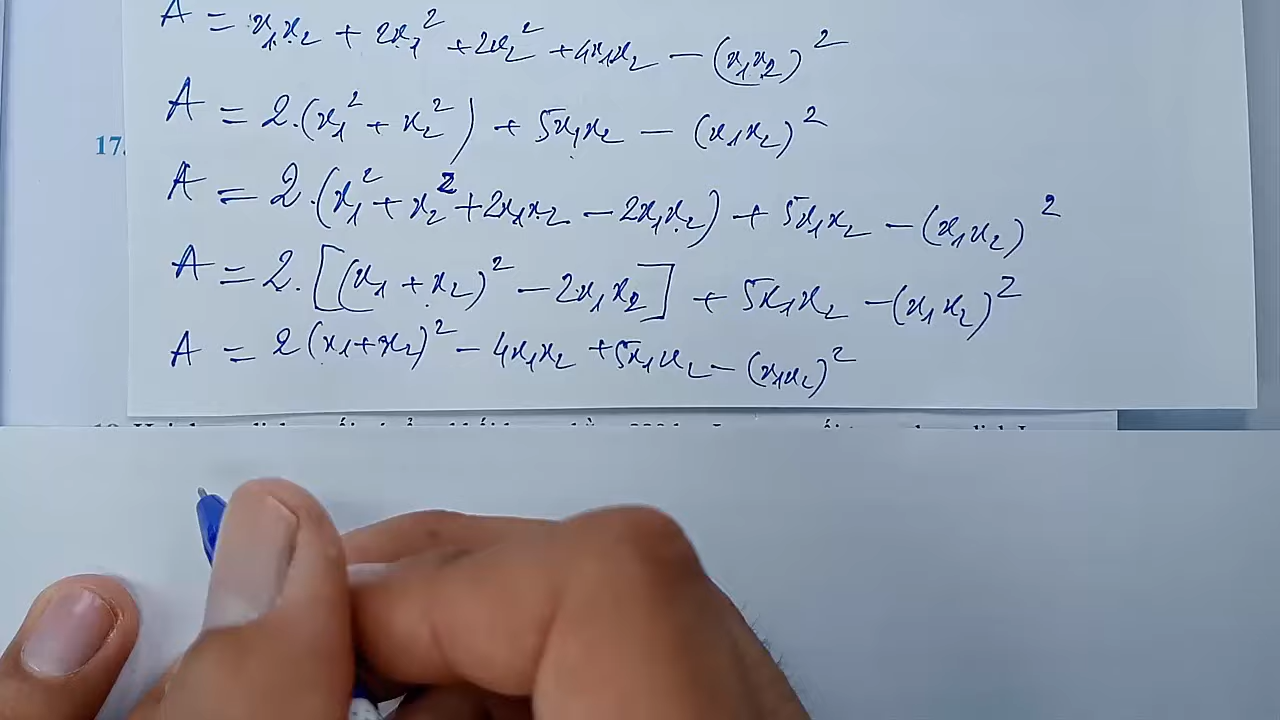 A = x₁x₂ + 2x₁² + 2x₂² + 4x₁x₂ − (x₁x₂)²
A = 2.(x₁² + x₂²) + 5x₁x₂ − (x₁x₂)²
17.
A = 2.(x₁² + x₂² + 2x₁x₂ − 2x₁x₂) + 5x₁x₂ − (x₁x₂)²
A = 2.[(x₁ + x₂)² − 2x₁x₂] + 5x₁x₂ − (x₁x₂)²
A = 2(x₁+x₂)² − 4x₁x₂ + 5x₁x₂ − (x₁x₂)²